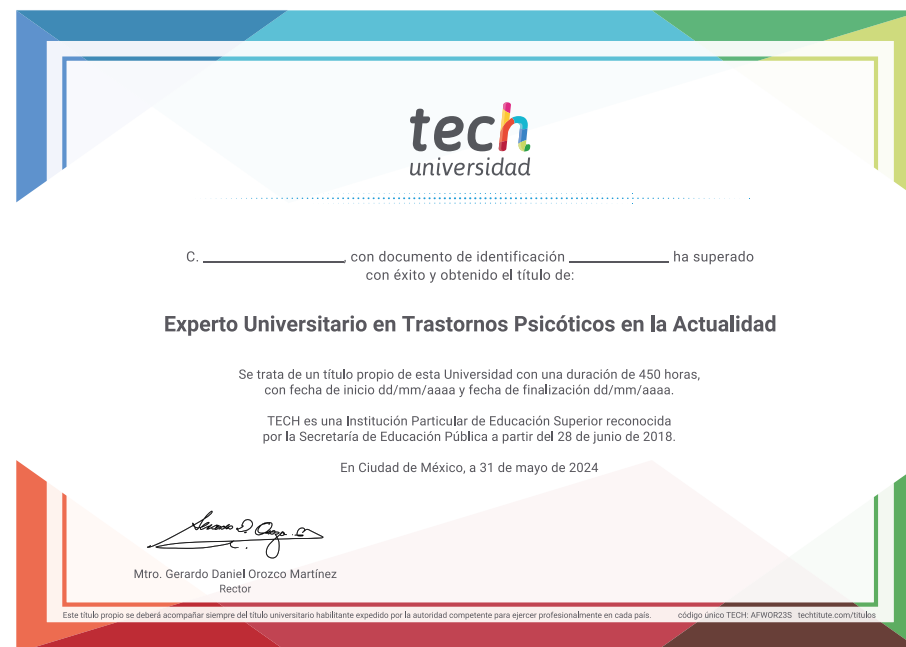 tech
universidad
C. ____________, con documento de identificación ____________ ha superado
con éxito y obtenido el título de:
Experto Universitario en Trastornos Psicóticos en la Actualidad
Se trata de un título propio de esta Universidad con una duración de 450 horas,
con fecha de inicio dd/mm/aaaa y fecha de finalización dd/mm/aaaa.
TECH es una Institución Particular de Educación Superior reconocida
por la Secretaría de Educación Pública a partir del 28 de junio de 2018.
En Ciudad de México, a 31 de mayo de 2024
Mtro. Gerardo Daniel Orozco Martínez
Rector
Este título propio se deberá acompañar siempre del título universitario habilitante expedido por la autoridad competente para ejercer profesionalmente en cada país. código único TECH: AFWOR23S techtitute.com/titulos